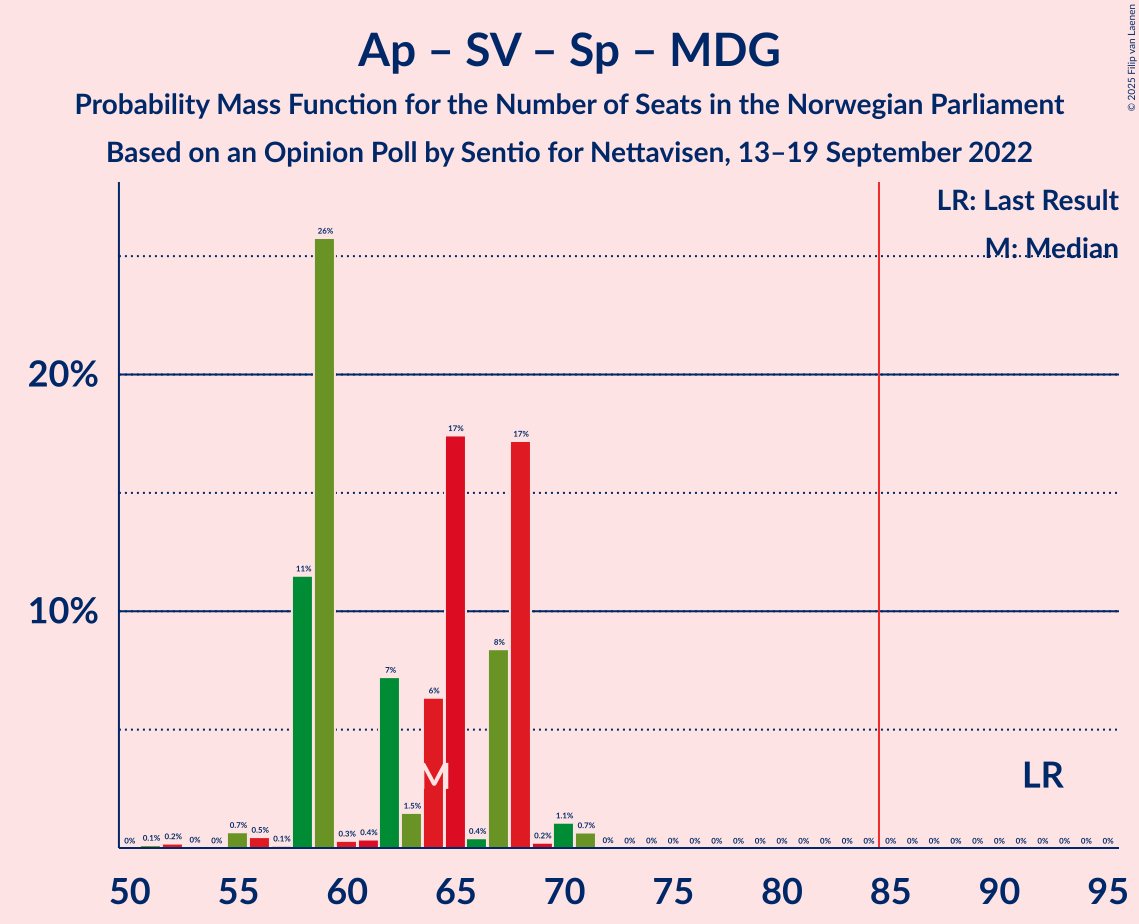 Ap – SV – Sp – MDG
Probability Mass Function for the Number of Seats in the Norwegian Parliament
Based on an Opinion Poll by Sentio for Nettavisen, 13–19 September 2022
© 2025 Filip van Laenen
LR: Last Result
M: Median
20%
10%
0% 0.1% 0.2% 0% 0% 0.7% 0.5% 0.1% 11% 26% 0.3% 0.4% 7% 1.5% 6% 17% 0.4% 8% 17% 0.2% 1.1% 0.7% 0% 0% 0% 0% 0% 0% 0% 0% 0% 0% 0% 0% 0% 0% 0% 0% 0% 0% 0% 0% 0% 0% 0% 0%
M
LR
50 55 60 65 70 75 80 85 90 95